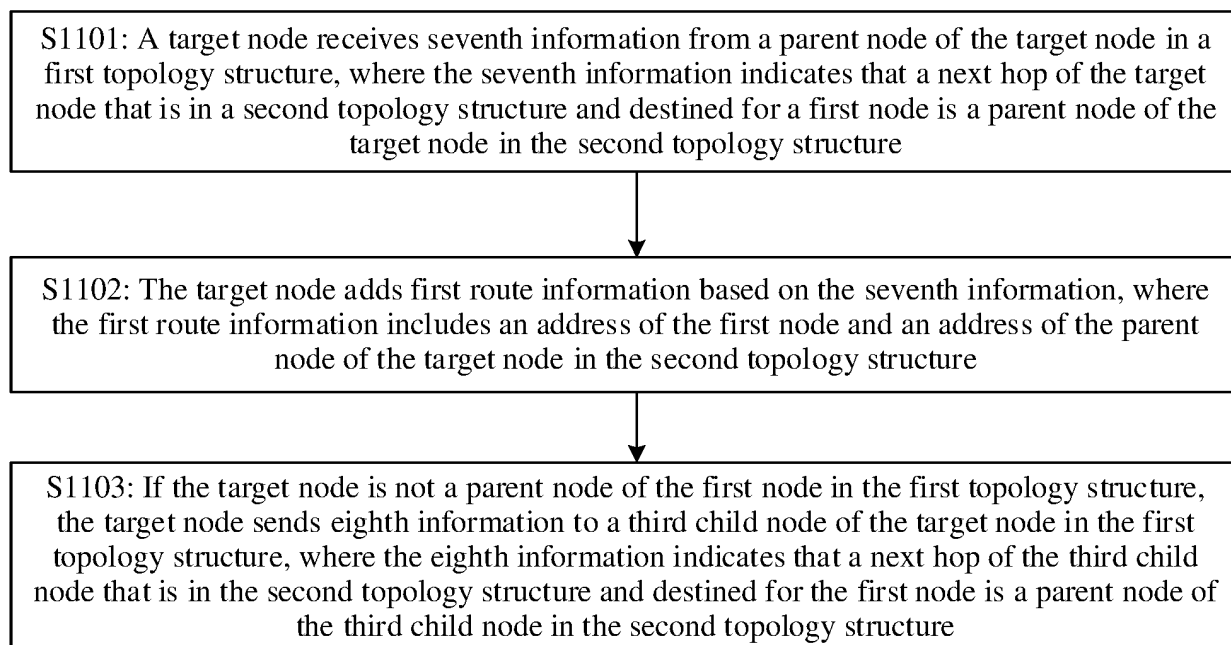 S1101: A target node receives seventh information from a parent node of the target node in a
first topology structure, where the seventh information indicates that a next hop of the target
node that is in a second topology structure and destined for a first node is a parent node of the
target node in the second topology structure
S1102: The target node adds first route information based on the seventh information, where
the first route information includes an address of the first node and an address of the parent
node of the target node in the second topology structure
S1103: If the target node is not a parent node of the first node in the first topology structure,
the target node sends eighth information to a third child node of the target node in the first
topology structure, where the eighth information indicates that a next hop of the third child
node that is in the second topology structure and destined for the first node is a parent node of
the third child node in the second topology structure